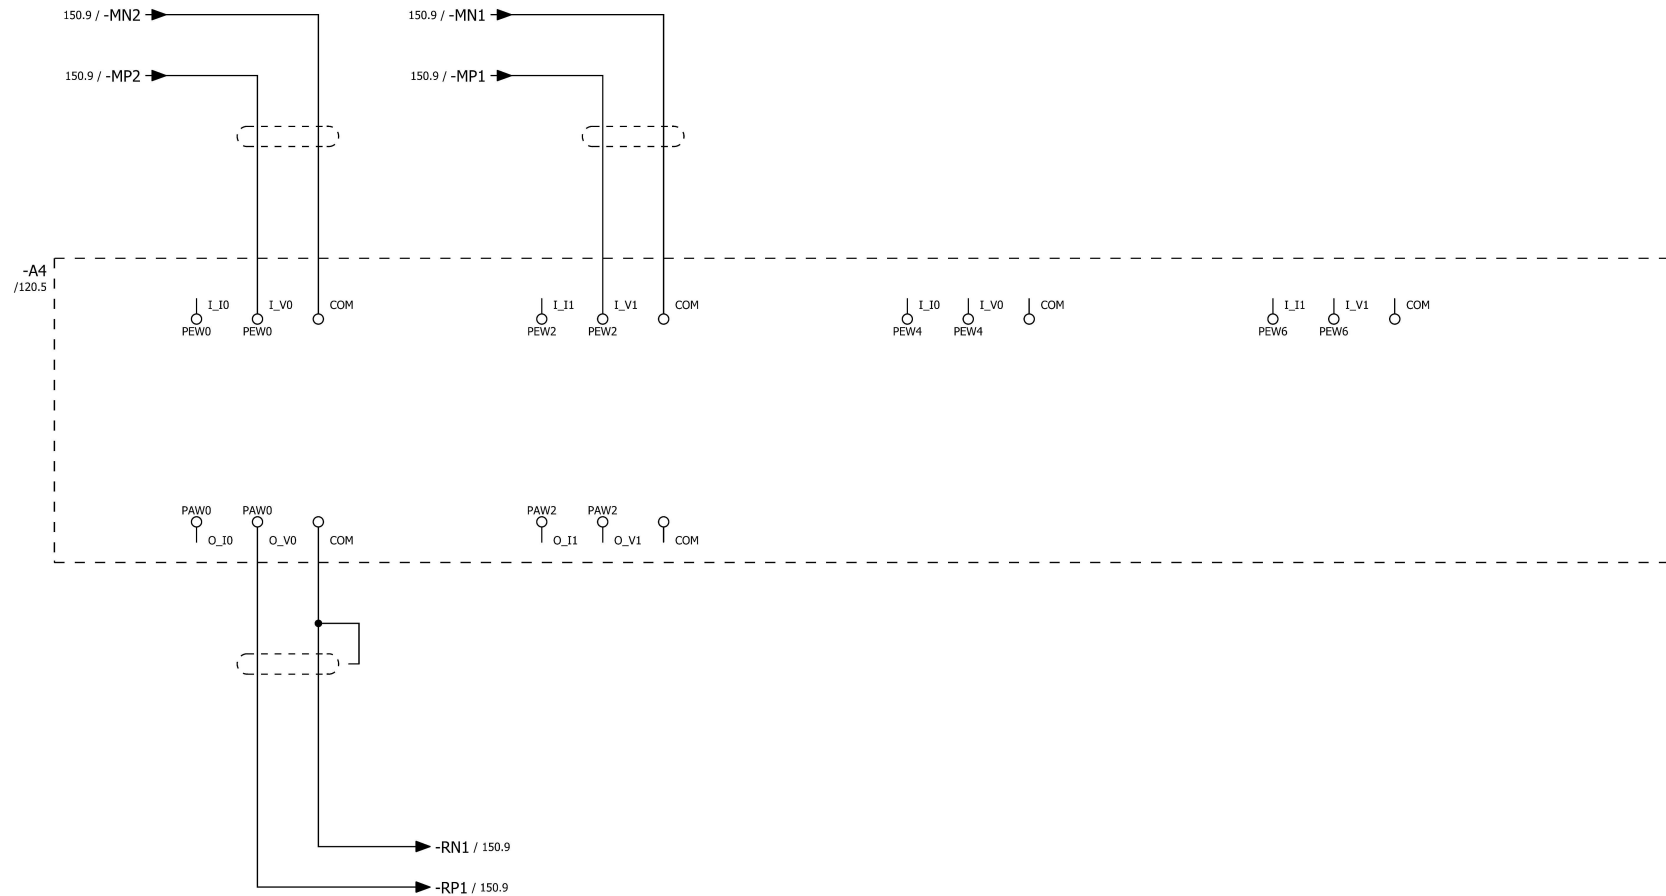 150.9 / -MN2
150.9 / -MN1
150.9 / -MP2
150.9 / -MP1
-A4
/120.5
I_I0 I_V0 COM I_I1 I_V1 COM I_I0 I_V0 COM I_I1 I_V1 COM
PEW0 PEW0 PEW2 PEW2 PEW4 PEW4 PEW6 PEW6
PAW0 PAW0 PAW2 PAW2
O_I0 O_V0 COM O_I1 O_V1 COM
-RN1 / 150.9
-RP1 / 150.9